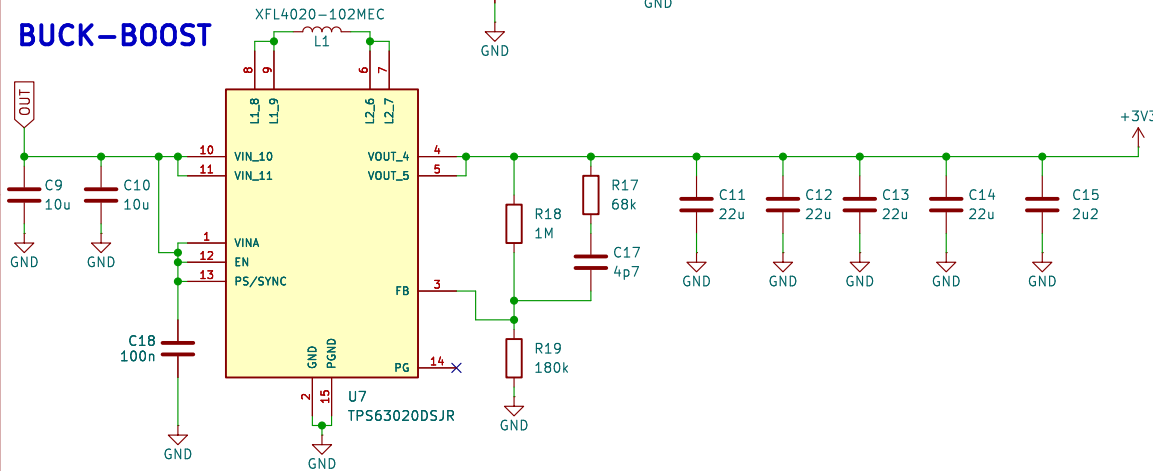 BUCK-BOOST
XFL4020-102MEC
L1
GND
GND
8
9
6
7
L1_8
L1_9
L2_6
L2_7
OUT
+3V3
10
VIN_10
VOUT_4
4
11
VIN_11
VOUT_5
5
C9
10u
C10
10u
R17
68k
R18
1M
C11
22u
C12
22u
C13
22u
C14
22u
C15
2u2
1
VINA
12
EN
13
PS/SYNC
GND
GND
C17
4p7
GND
GND
GND
GND
GND
FB
3
C18
100n
GND
PGND
PG
14
R19
180k
2
15
U7
TPS63020DSJR
GND
GND
GND